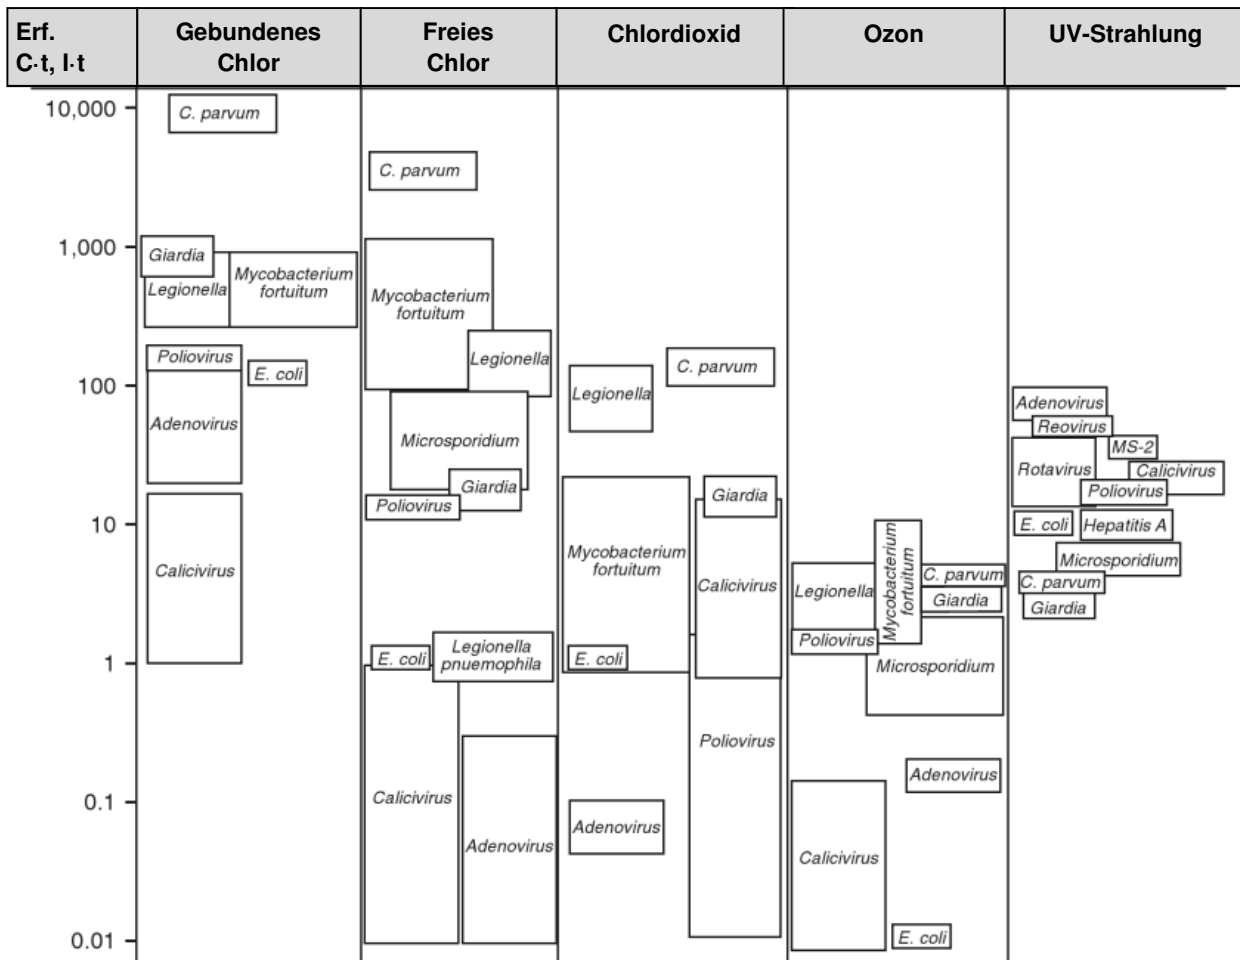 Erf.
C·t, I·t
Gebundenes
Chlor
Freies
Chlor
Chlordioxid
Ozon
UV-Strahlung
10,000
1,000
100
10
1
0.1
0.01
C. parvum
Giardia
Legionella
Mycobacterium
fortuitum
Poliovirus
E. coli
Adenovirus
Calicivirus
C. parvum
Mycobacterium
fortuitum
Legionella
Microsporidium
Giardia
Poliovirus
E. coli
Legionella
pnuemophila
Calicivirus
Adenovirus
C. parvum
Legionella
Giardia
Mycobacterium
fortuitum
Calicivirus
E. coli
Poliovirus
Adenovirus
Mycobacterium
fortuitum
C. parvum
Legionella
Giardia
Poliovirus
Microsporidium
Adenovirus
Calicivirus
E. coli
Adenovirus
Reovirus
MS-2
Rotavirus
Calicivirus
Poliovirus
E. coli
Hepatitis A
Microsporidium
C. parvum
Giardia